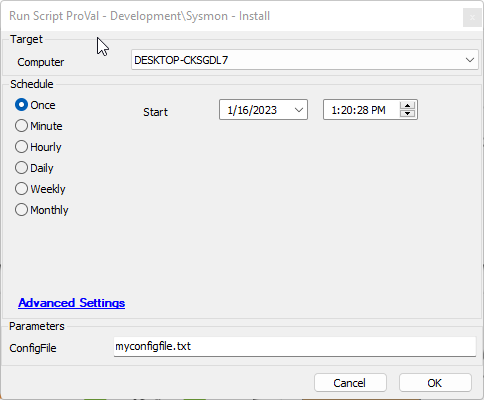 Run Script ProVal - Development\Sysmon - Install
Target
Computer DESKTOP-CKSGDL7
Schedule
Once Start 1/16/2023 1:20:28 PM
Minute
Hourly
Daily
Weekly
Monthly
Advanced Settings
Parameters
ConfigFile myconfigfile.txt
Cancel OK